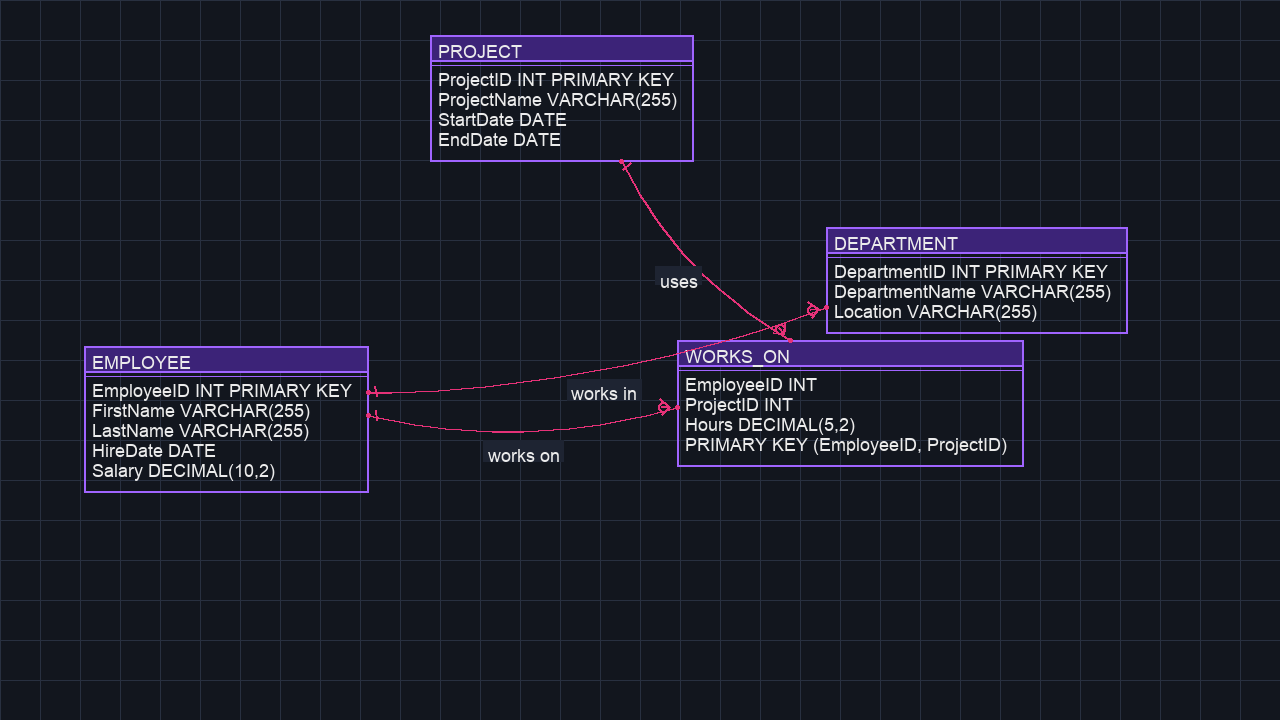 PROJECT
ProjectID INT PRIMARY KEY
ProjectName VARCHAR(255)
StartDate DATE
EndDate DATE
DEPARTMENT
DepartmentID INT PRIMARY KEY
DepartmentName VARCHAR(255)
Location VARCHAR(255)
uses
EMPLOYEE
EmployeeID INT PRIMARY KEY
FirstName VARCHAR(255)
LastName VARCHAR(255)
HireDate DATE
Salary DECIMAL(10,2)
works in
works on
WORKS_ON
EmployeeID INT
ProjectID INT
Hours DECIMAL(5,2)
PRIMARY KEY (EmployeeID, ProjectID)